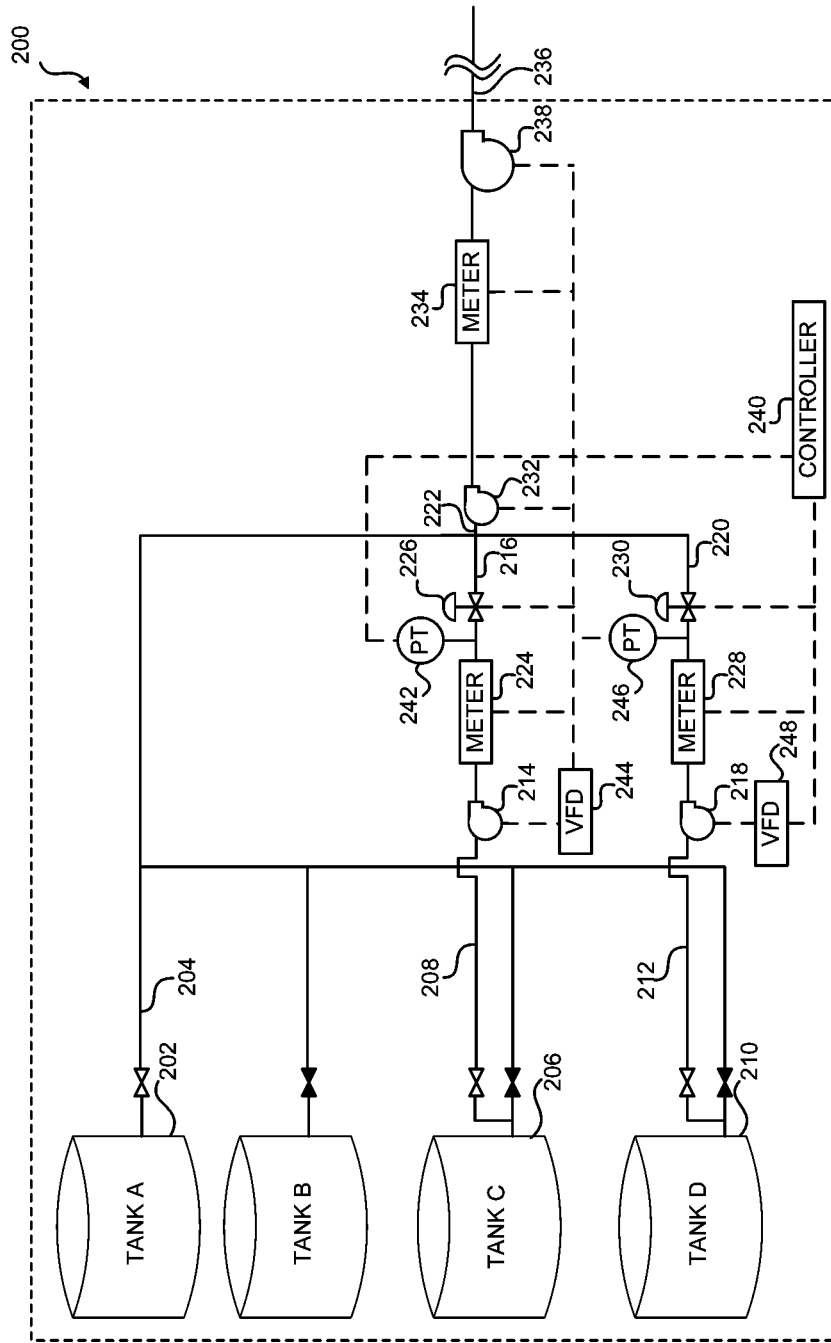 200
TANK A
202
204
TANK B
TANK C
206
208
TANK D
210
212
214
METER
224
PT
242
226
216
222
232
METER
234
238
236
VFD
244
218
METER
228
PT
246
230
220
VFD
248
CONTROLLER
240